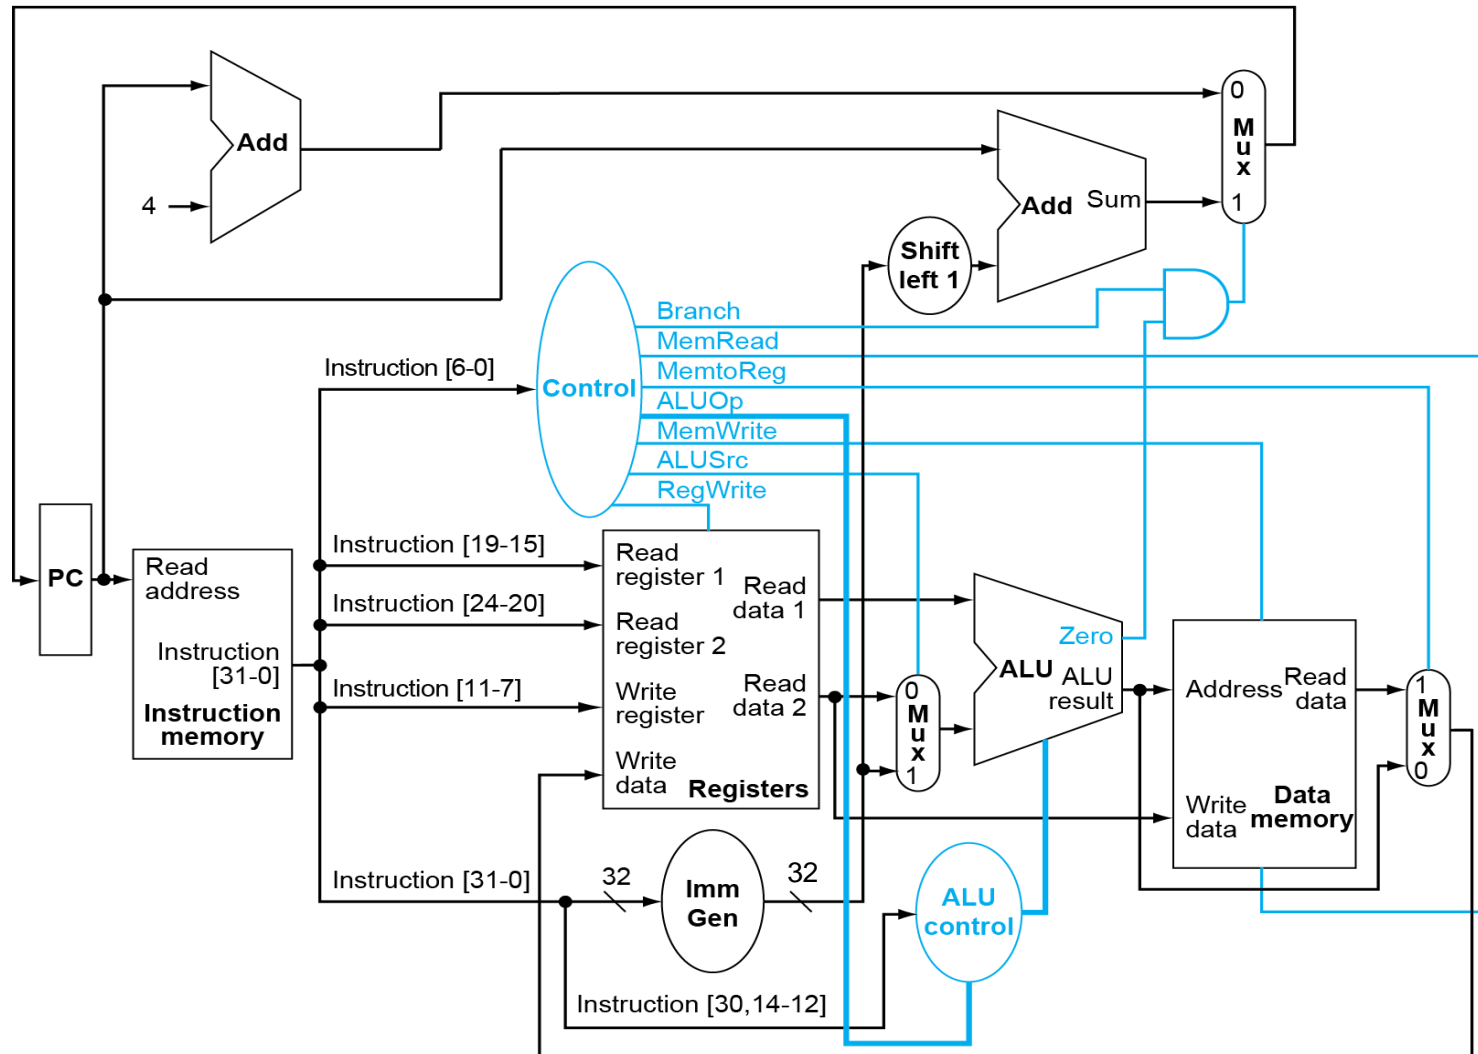 0
M
u
x
1
Add
4
Add Sum
Shift
left 1
Branch
MemRead
MemtoReg
ALUOp
MemWrite
ALUSrc
RegWrite
Instruction [6-0]
Control
PC
Read
address
Instruction
[31-0]
Instruction
memory
Instruction [19-15]
Instruction [24-20]
Instruction [11-7]
Read
register 1
Read
register 2
Write
register
Write
data
Read
data 1
Read
data 2
Registers
0
M
u
x
1
Zero
ALU
ALU
result
Address
Read
data
Write
data
Data
memory
1
M
u
x
0
Instruction [31-0]
32
Imm
Gen
32
ALU
control
Instruction [30,14-12]